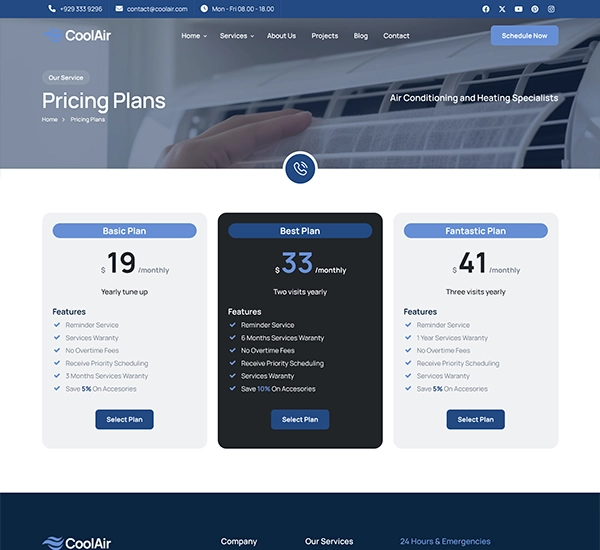 +929 333 9296 contact@coolair.com Mon - Fri 08.00 - 18.00
CoolAir Home Services About Us Projects Blog Contact Schedule Now
Our Service
Pricing Plans
Air Conditioning and Heating Specialists
Home Pricing Plans
Basic Plan
$ 19 /monthly
Yearly tune up
Features
Reminder Service
Services Waranty
No Overtime Fees
Receive Priority Scheduling
3 Months Services Waranty
Save 5% On Accesories
Select Plan
Best Plan
$ 33 /monthly
Two visits yearly
Features
Reminder Service
6 Months Services Waranty
No Overtime Fees
Receive Priority Scheduling
Services Waranty
Save 10% On Accesories
Select Plan
Fantastic Plan
$ 41 /monthly
Three visits yearly
Features
Reminder Service
1 Year Services Waranty
No Overtime Fees
Receive Priority Scheduling
Services Waranty
Save 5% On Accesories
Select Plan
CoolAir Company Our Services 24 Hours & Emergencies